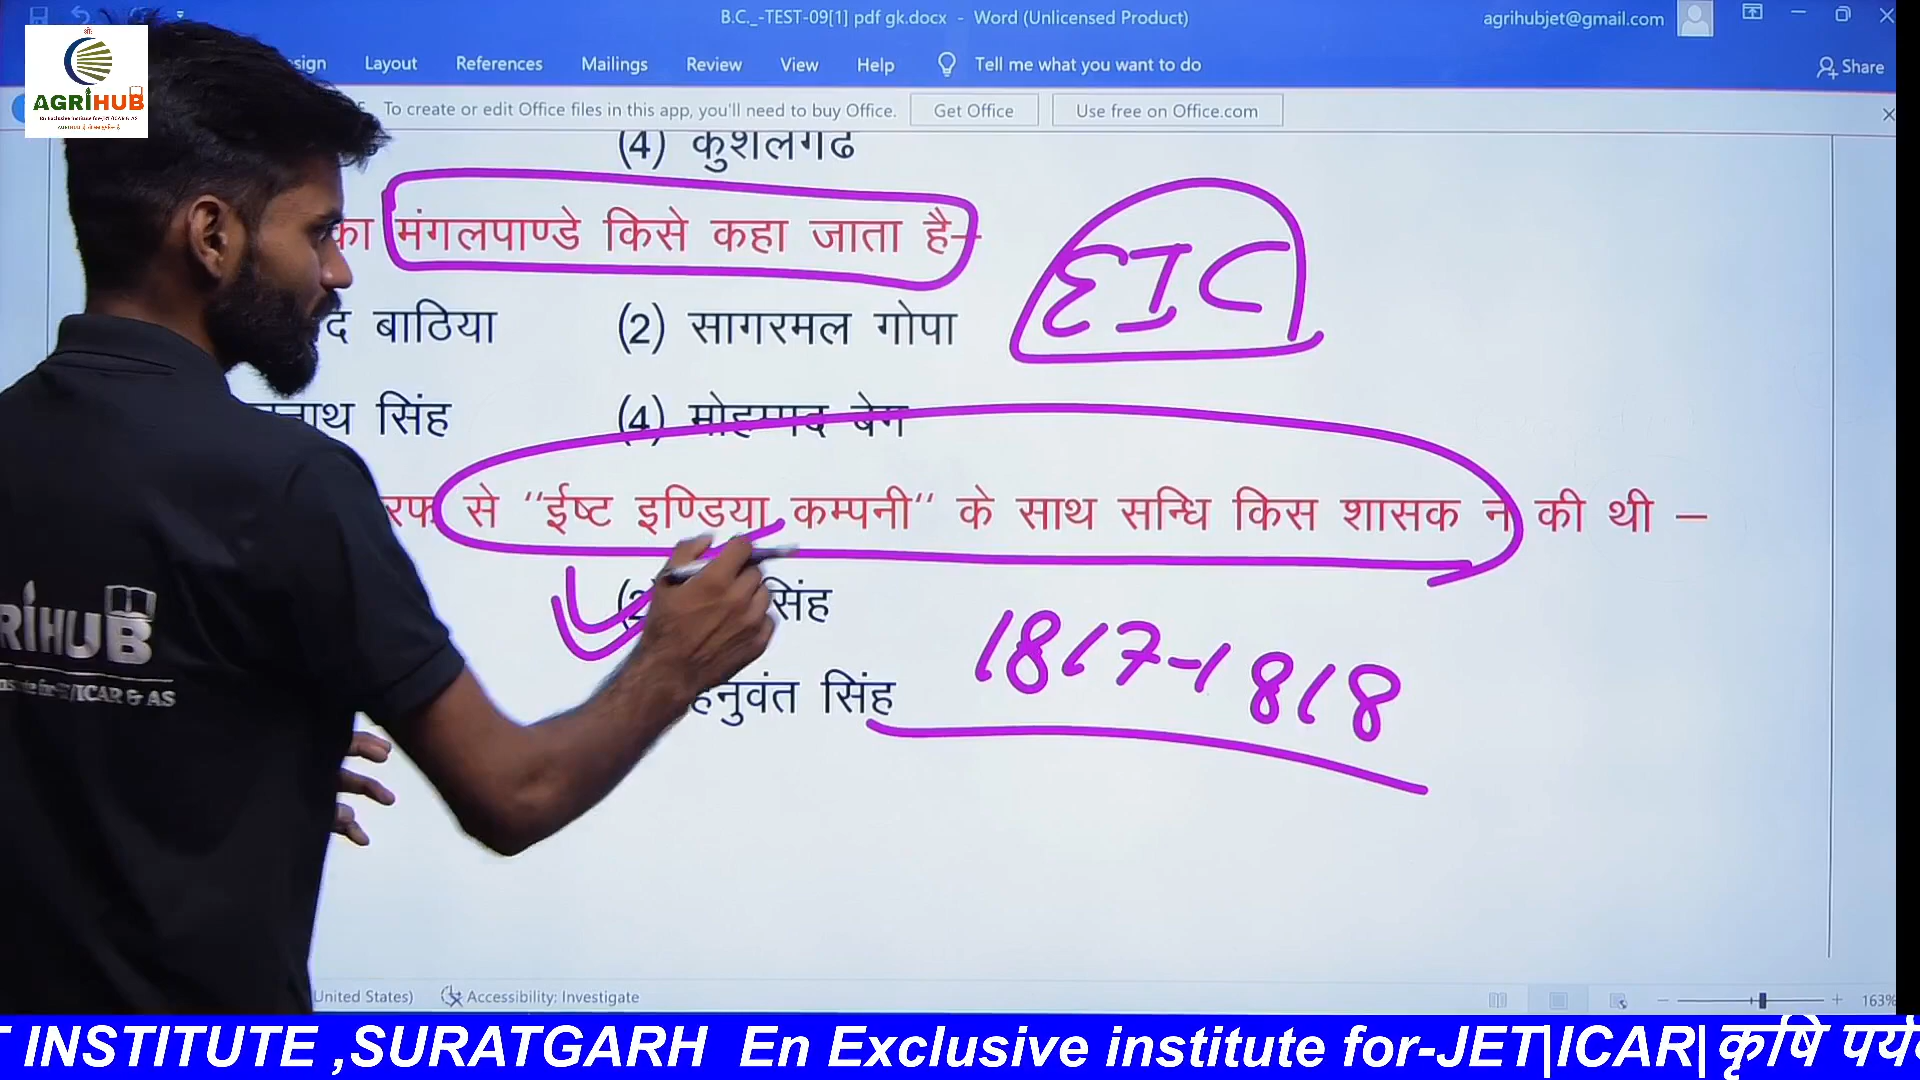 B.C._-TEST-09[1] pdf gk.docx - Word (Unlicensed Product)
agrihubjet@gmail.com
Layout References Mailings Review View Help Tell me what you want to do
Share
AGRiHUB
To create or edit Office files in this app, you'll need to buy Office. Get Office Use free on Office.com
(4) कुशलगढ
का मंगलपाण्डे किसे कहा जाता है–
EIC
बाठिया (2) सागरमल गोपा
सिंह (4) मोहम्मद बेग
से “ईष्ट इण्डिया कम्पनी“ के साथ सन्धि किस शासक न की थी –
(2) सिंह
1817-1818
हनुवंत सिंह
United States) Accessibility: Investigate
163%
INSTITUTE ,SURATGARH En Exclusive institute for-JET|ICAR|कृषि